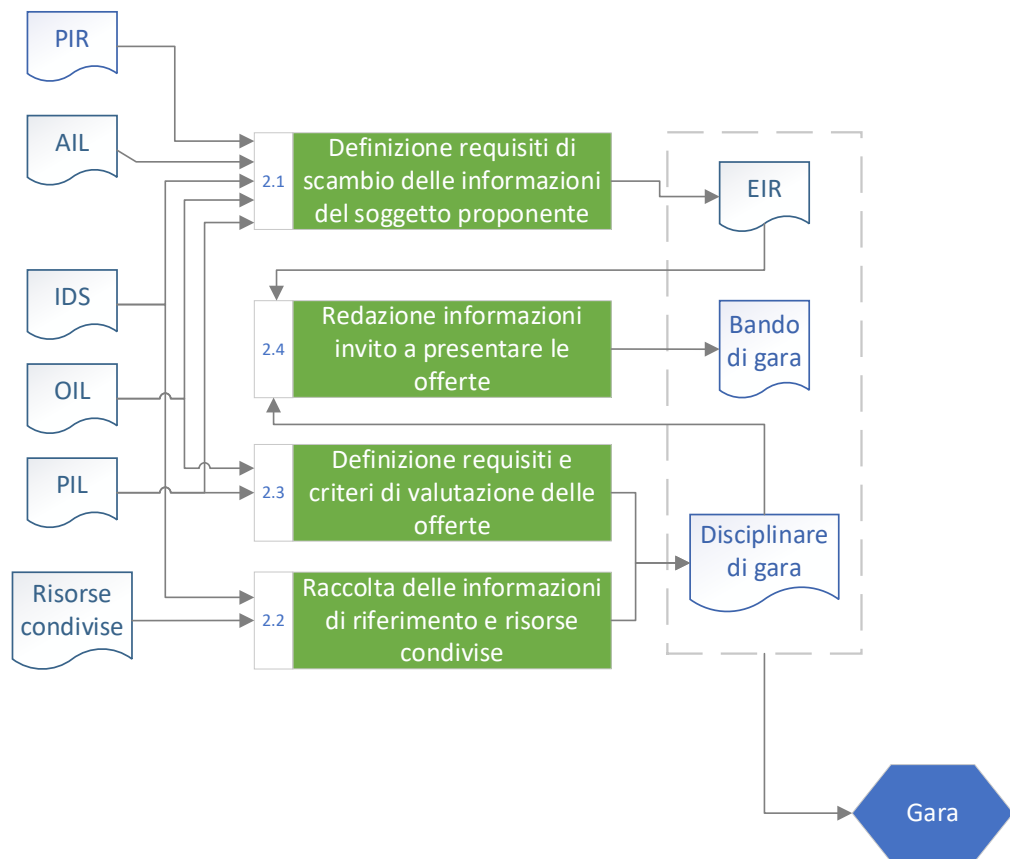 PIR
AIL
IDS
OIL
PIL
Risorse
condivise
2.1
Definizione requisiti di
scambio delle informazioni
del soggetto proponente
EIR
2.4
Redazione informazioni
invito a presentare le
offerte
Bando
di gara
2.3
Definizione requisiti e
criteri di valutazione delle
offerte
Disciplinare
di gara
2.2
Raccolta delle informazioni
di riferimento e risorse
condivise
Gara